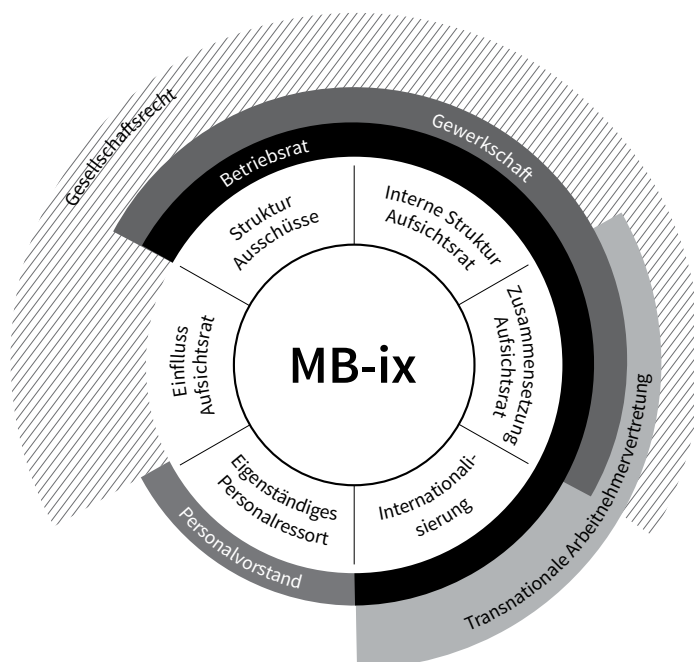 Gesellschaftsrecht
Gewerkschaft
Betriebsrat
Struktur
Ausschüsse
Interne Struktur
Aufsichtsrat
Zusammensetzung
Aufsichtsrat
Einflluss
Aufsichtsrat
MB-ix
Eigenständiges
Personalressort
Internationali-
sierung
Personalvorstand
Transnationale Arbeitnehmervertretung